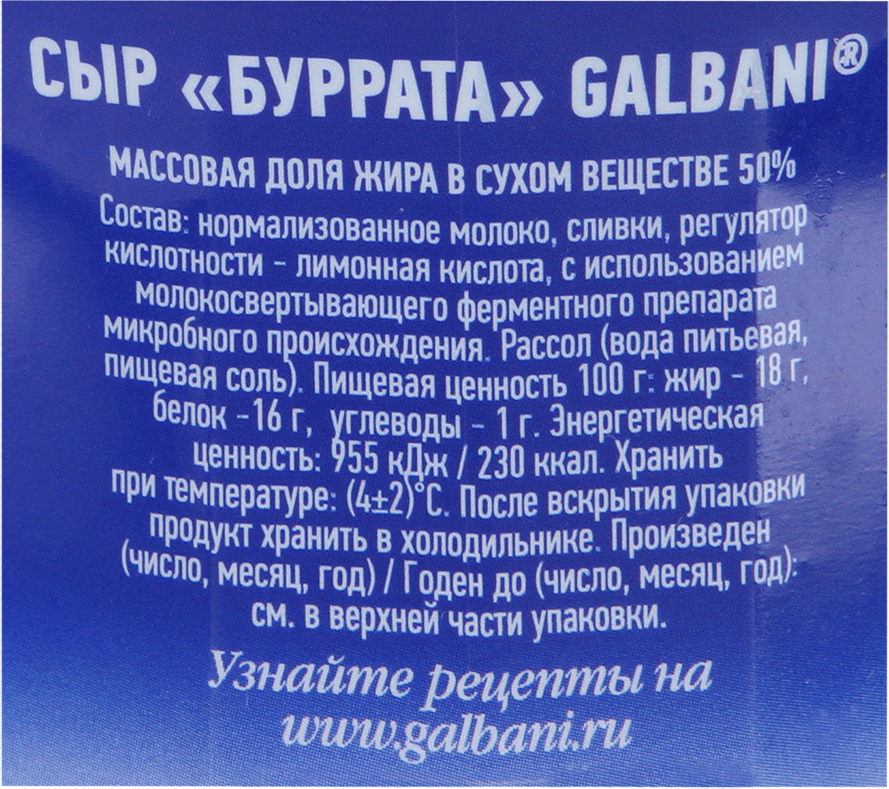 СЫР «БУРРАТА» GALBANI®
МАССОВАЯ ДОЛЯ ЖИРА В СУХОМ ВЕЩЕСТВЕ 50%
Состав: нормализованное молоко, сливки, регулятор
кислотности – лимонная кислота, с использованием
молокосвертывающего ферментного препарата
микробного происхождения. Рассол (вода питьевая,
пищевая соль). Пищевая ценность 100 г: жир – 18 г,
белок –16 г, углеводы – 1 г. Энергетическая
ценность: 955 кДж / 230 ккал. Хранить
при температуре: (4±2)°С. После вскрытия упаковки
продукт хранить в холодильнике. Произведен
(число, месяц, год) / Годен до (число, месяц, год):
см. в верхней части упаковки.
Узнайте рецепты на
www.galbani.ru